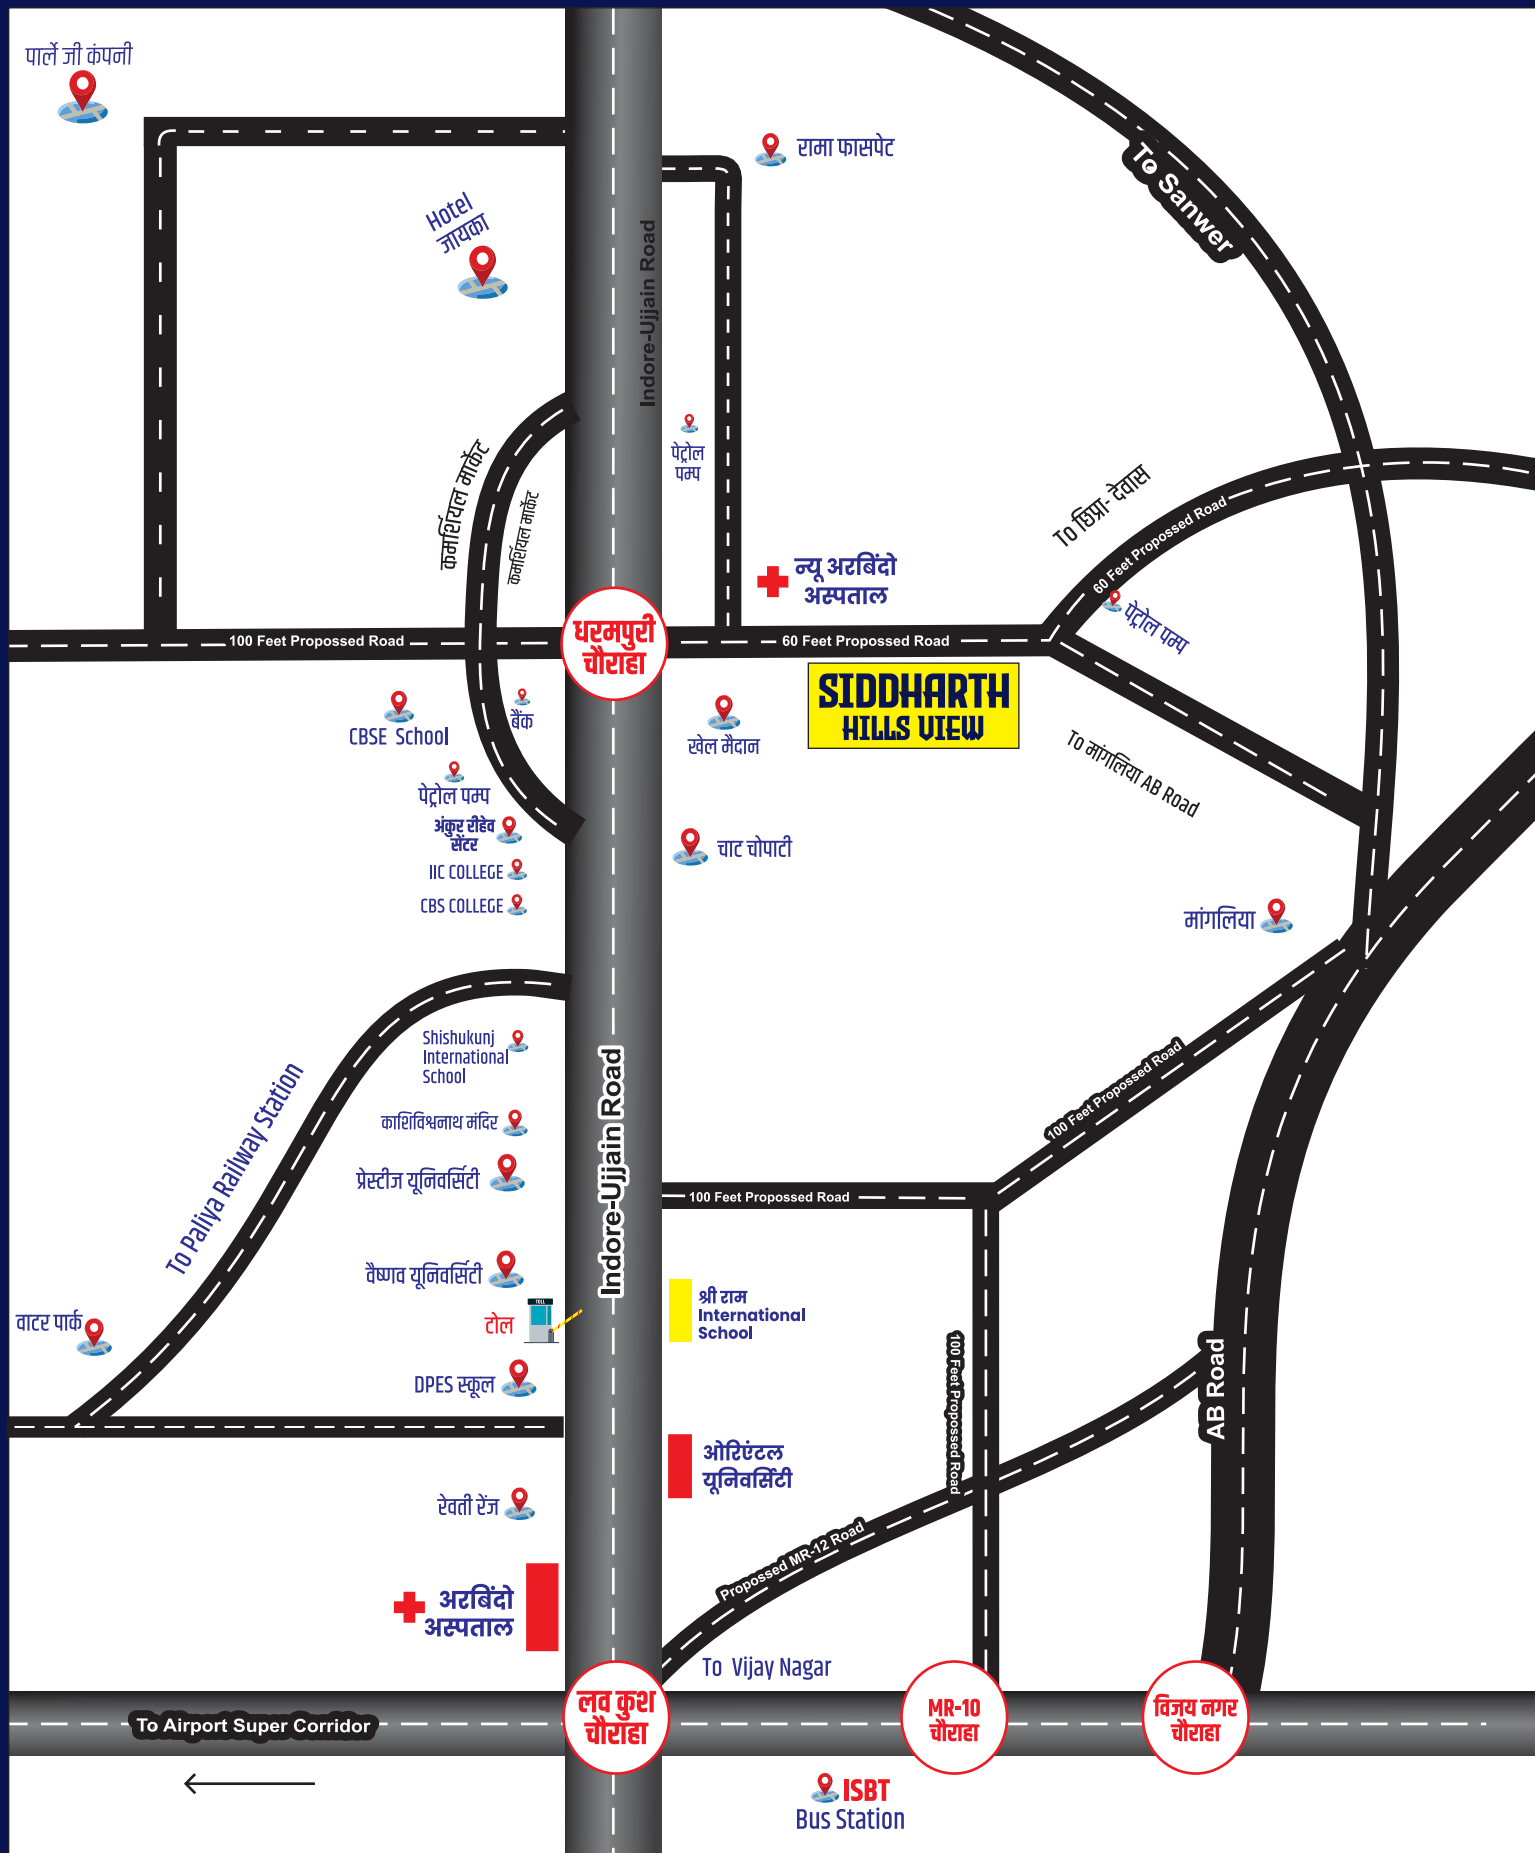 पार्ले जी कंपनी
रामा फासपेट
To Sanwer
Hotel
जायका
Indore-Ujjain Road
पेट्रोल
पम्प
कमर्शियल मार्केट
कमर्शियल मार्केट
To छिप्रा- देवास
60 Feet Propossed Road
न्यू अरबिंदो
अस्पताल
पेट्रोल पम्प
100 Feet Propossed Road
धरमपुरी
चौराहा
60 Feet Propossed Road
SIDDHARTH
HILLS VIEW
CBSE School
बैंक
खेल मैदान
To मांगलिया AB Road
पेट्रोल पम्प
अंकुर रीहेव
सेंटर
चाट चोपाटी
IIC COLLEGE
CBS COLLEGE
मांगलिया
Shishukunj
International
School
To Paliya Railway Station
Indore-Ujjain Road
100 Feet Propossed Road
काशिविश्वनाथ मंदिर
प्रेस्टीज यूनिवर्सिटी
100 Feet Propossed Road
वैष्णव यूनिवर्सिटी
TOLL
टोल
श्री राम
International
School
वाटर पार्क
100 Feet Propossed Road
AB Road
DPES स्कूल
ओरिएंटल
यूनिवर्सिटी
रेवती रेंज
Propossed MR-12 Road
अरबिंदो
अस्पताल
To Vijay Nagar
लव कुश
चौराहा
MR-10
चौराहा
विजय नगर
चौराहा
To Airport Super Corridor
ISBT
Bus Station